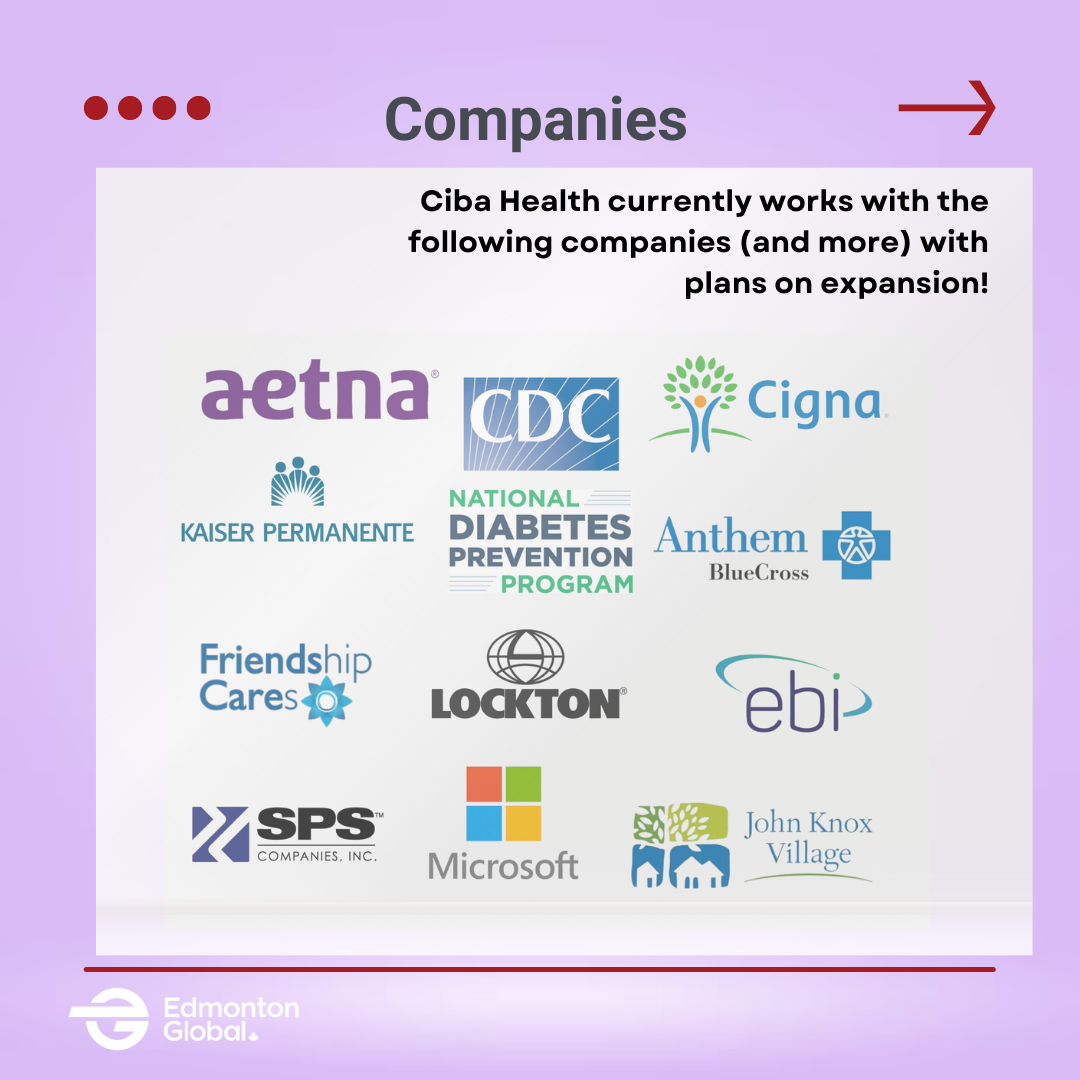 Companies
Ciba Health currently works with the
following companies (and more) with
plans on expansion!
aetna®
CDC
Cigna®
KAISER PERMANENTE
NATIONAL
DIABETES
PREVENTION
PROGRAM
Anthem
BlueCross
Friendship
Cares
LOCKTON®
ebi
SPS™
COMPANIES, INC.
Microsoft
John Knox
Village
Edmonton
Global